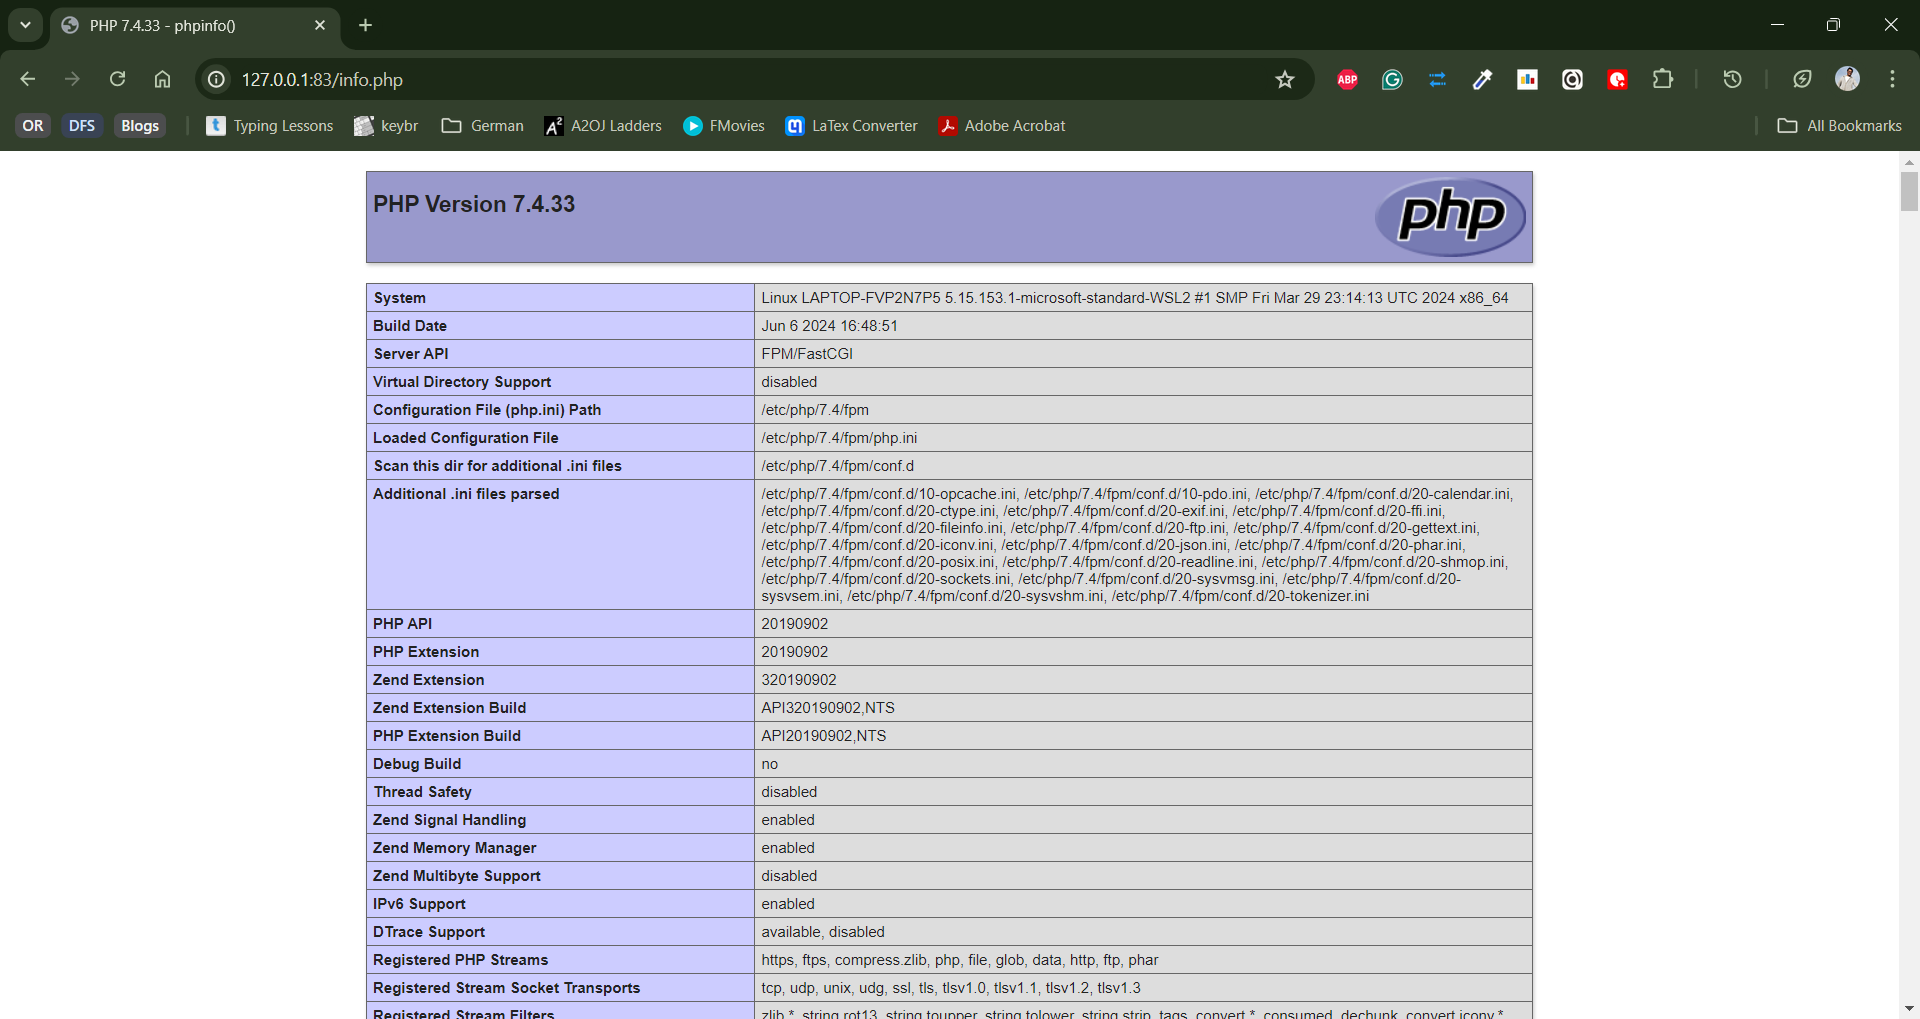 PHP 7.4.33 - phpinfo()
127.0.0.1:83/info.php
ABP
OR DFS Blogs Typing Lessons keybr German A2OJ Ladders FMovies LaTex Converter Adobe Acrobat All Bookmarks
PHP Version 7.4.33
php
System Linux LAPTOP-FVP2N7P5 5.15.153.1-microsoft-standard-WSL2 #1 SMP Fri Mar 29 23:14:13 UTC 2024 x86_64
Build Date Jun 6 2024 16:48:51
Server API FPM/FastCGI
Virtual Directory Support disabled
Configuration File (php.ini) Path /etc/php/7.4/fpm
Loaded Configuration File /etc/php/7.4/fpm/php.ini
Scan this dir for additional .ini files /etc/php/7.4/fpm/conf.d
Additional .ini files parsed /etc/php/7.4/fpm/conf.d/10-opcache.ini, /etc/php/7.4/fpm/conf.d/10-pdo.ini, /etc/php/7.4/fpm/conf.d/20-calendar.ini,
/etc/php/7.4/fpm/conf.d/20-ctype.ini, /etc/php/7.4/fpm/conf.d/20-exif.ini, /etc/php/7.4/fpm/conf.d/20-ffi.ini,
/etc/php/7.4/fpm/conf.d/20-fileinfo.ini, /etc/php/7.4/fpm/conf.d/20-ftp.ini, /etc/php/7.4/fpm/conf.d/20-gettext.ini,
/etc/php/7.4/fpm/conf.d/20-iconv.ini, /etc/php/7.4/fpm/conf.d/20-json.ini, /etc/php/7.4/fpm/conf.d/20-phar.ini,
/etc/php/7.4/fpm/conf.d/20-posix.ini, /etc/php/7.4/fpm/conf.d/20-readline.ini, /etc/php/7.4/fpm/conf.d/20-shmop.ini,
/etc/php/7.4/fpm/conf.d/20-sockets.ini, /etc/php/7.4/fpm/conf.d/20-sysvmsg.ini, /etc/php/7.4/fpm/conf.d/20-
sysvsem.ini, /etc/php/7.4/fpm/conf.d/20-sysvshm.ini, /etc/php/7.4/fpm/conf.d/20-tokenizer.ini
PHP API 20190902
PHP Extension 20190902
Zend Extension 320190902
Zend Extension Build API320190902,NTS
PHP Extension Build API20190902,NTS
Debug Build no
Thread Safety disabled
Zend Signal Handling enabled
Zend Memory Manager enabled
Zend Multibyte Support disabled
IPv6 Support enabled
DTrace Support available, disabled
Registered PHP Streams https, ftps, compress.zlib, php, file, glob, data, http, ftp, phar
Registered Stream Socket Transports tcp, udp, unix, udg, ssl, tls, tlsv1.0, tlsv1.1, tlsv1.2, tlsv1.3
Registered Stream Filters zlib.*, string.rot13, string.toupper, string.tolower, string.strip_tags, convert.*, consumed, dechunk, convert.iconv.*